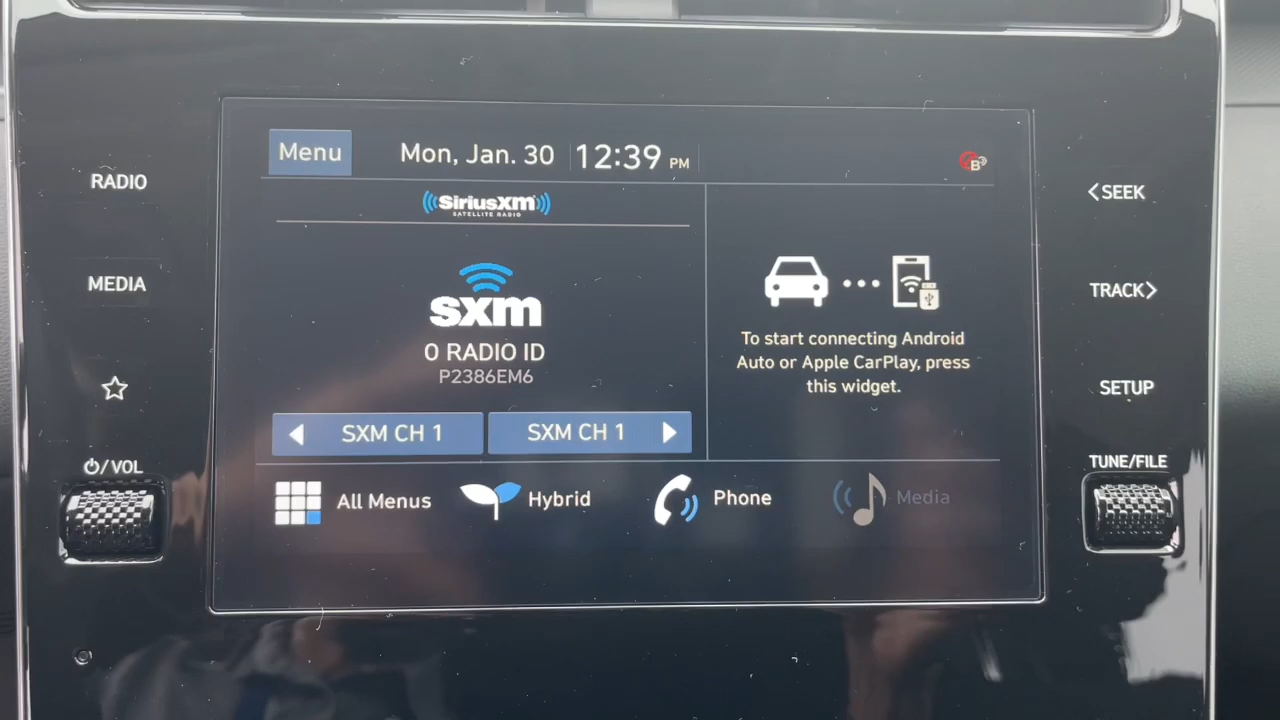 Menu
Mon, Jan. 30
12:39 PM
B
RADIO
MEDIA
/VOL
SiriusXM
SATELLITE RADIO
sxm
0 RADIO ID
P2386EM6
SXM CH 1
SXM CH 1
To start connecting Android
Auto or Apple CarPlay, press
this widget.
All Menus
Hybrid
Phone
Media
<SEEK
TRACK>
SETUP
TUNE/FILE